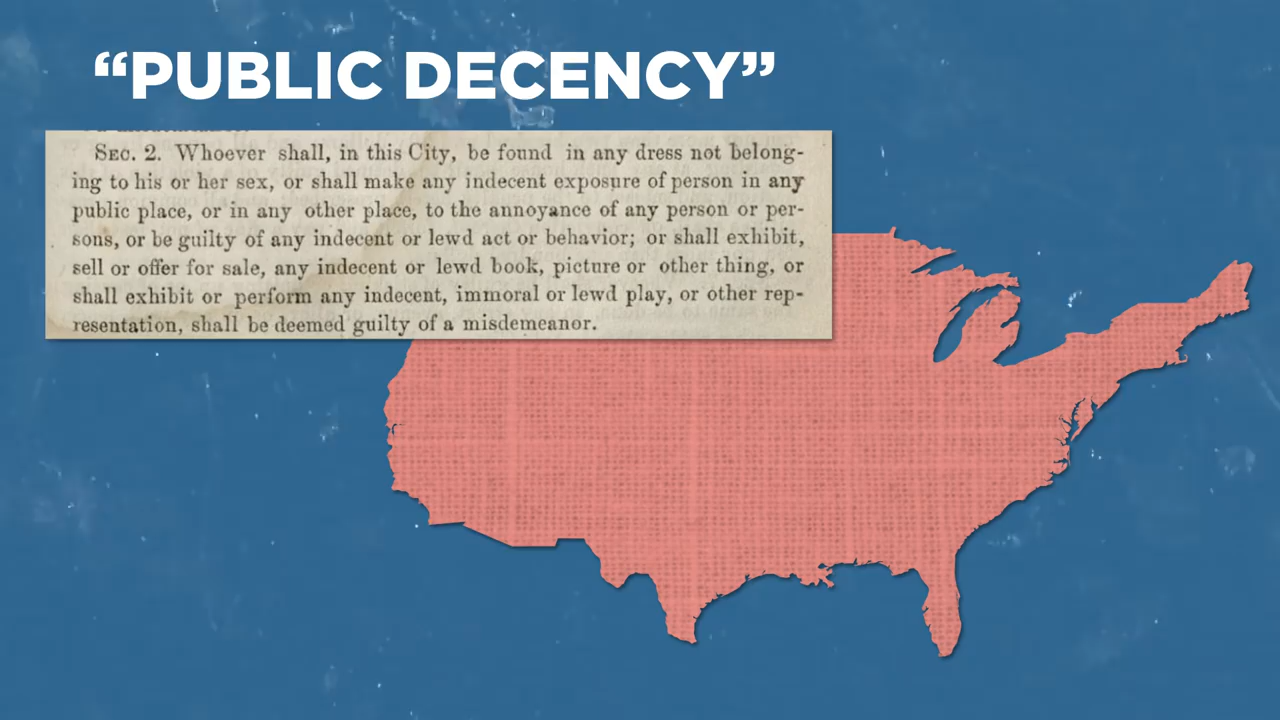 “PUBLIC DECENCY”
SEC. 2. Whoever shall, in this City, be found in any dress not belong-
ing to his or her sex, or shall make any indecent exposure of person in any
public place, or in any other place, to the annoyance of any person or per-
sons, or be guilty of any indecent or lewd act or behavior; or shall exhibit,
sell or offer for sale, any indecent or lewd book, picture or other thing, or
shall exhibit or perform any indecent, immoral or lewd play, or other rep-
resentation, shall be deemed guilty of a misdemeanor.